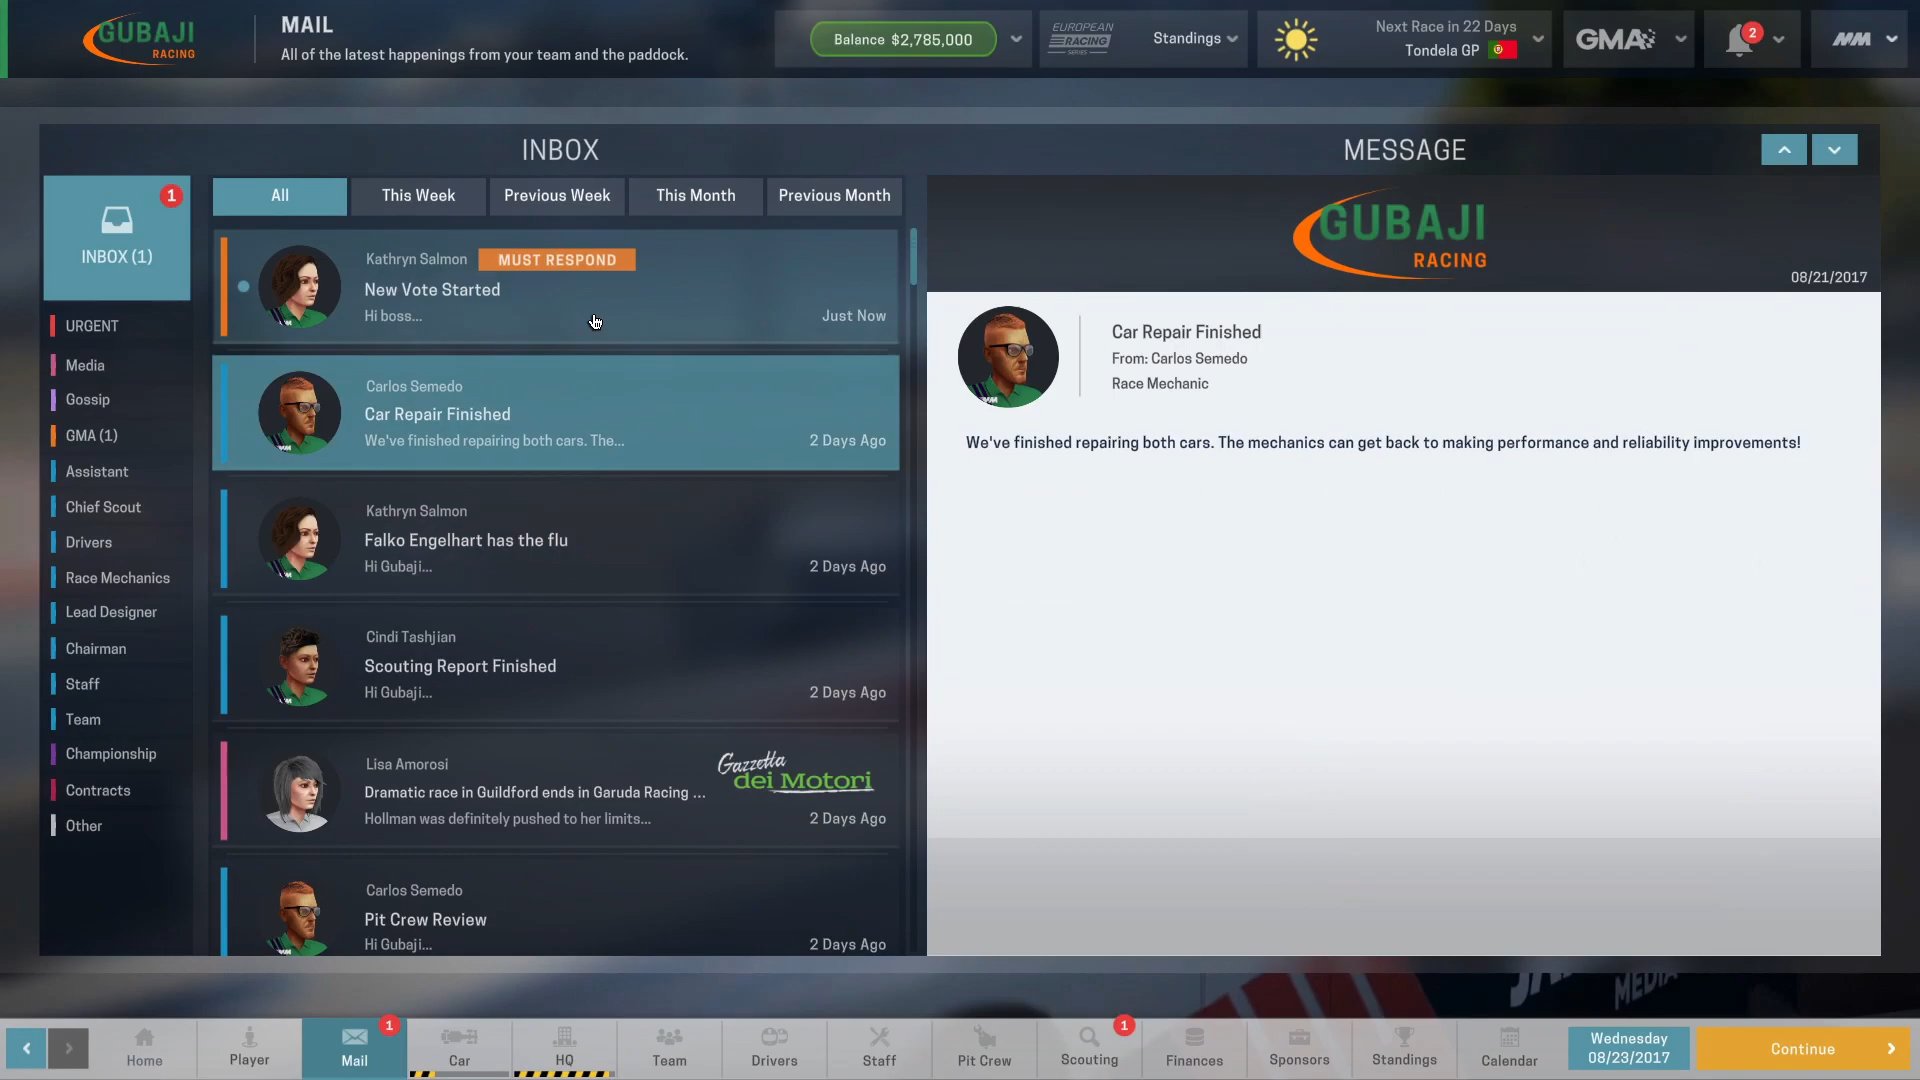 GUBAJI
RACING
MAIL
All of the latest happenings from your team and the paddock.
Balance $2,785,000
EUROPEAN
RACING
SERIES
Standings
Next Race in 22 Days
Tondela GP
GMA
2
INBOX
MESSAGE
1
INBOX (1)
All
This Week
Previous Week
This Month
Previous Month
URGENT
Media
Gossip
GMA (1)
Assistant
Chief Scout
Drivers
Race Mechanics
Lead Designer
Chairman
Staff
Team
Championship
Contracts
Other
Kathryn Salmon
MUST RESPOND
New Vote Started
Hi boss...
Just Now
Carlos Semedo
Car Repair Finished
We've finished repairing both cars. The...
2 Days Ago
Kathryn Salmon
Falko Engelhart has the flu
Hi Gubaji...
2 Days Ago
Cindi Tashjian
Scouting Report Finished
Hi Gubaji...
2 Days Ago
Lisa Amorosi
Gazzetta
dei Motori
Dramatic race in Guildford ends in Garuda Racing ...
Hollman was definitely pushed to her limits...
2 Days Ago
Carlos Semedo
Pit Crew Review
Hi Gubaji...
2 Days Ago
GUBAJI
RACING
08/21/2017
Car Repair Finished
From: Carlos Semedo
Race Mechanic
We've finished repairing both cars. The mechanics can get back to making performance and reliability improvements!
MEDIA
Home
Player
Mail
1
Car
HQ
Team
Drivers
Staff
Pit Crew
Scouting
1
Finances
Sponsors
Standings
Calendar
Wednesday
08/23/2017
Continue